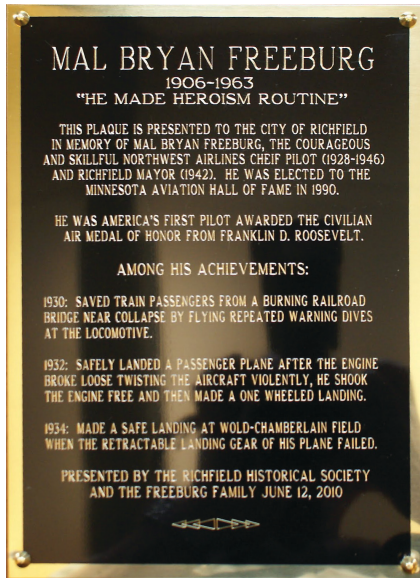 MAL BRYAN FREEBURG
1906-1963
"HE MADE HEROISM ROUTINE"
THIS PLAQUE IS PRESENTED TO THE CITY OF RICHFIELD
IN MEMORY OF MAL BRYAN FREEBURG, THE COURAGEOUS
AND SKILLFUL NORTHWEST AIRLINES CHEIF PILOT (1928-1946)
AND RICHFIELD MAYOR (1942). HE WAS ELECTED TO THE
MINNESOTA AVIATION HALL OF FAME IN 1990.
HE WAS AMERICA'S FIRST PILOT AWARDED THE CIVILIAN
AIR MEDAL OF HONOR FROM FRANKLIN D. ROOSEVELT.
AMONG HIS ACHIEVEMENTS:
1930: SAVED TRAIN PASSENGERS FROM A BURNING RAILROAD
BRIDGE NEAR COLLAPSE BY FLYING REPEATED WARNING DIVES
AT THE LOCOMOTIVE.
1932: SAFELY LANDED A PASSENGER PLANE AFTER THE ENGINE
BROKE LOOSE TWISTING THE AIRCRAFT VIOLENTLY, HE SHOOK
THE ENGINE FREE AND THEN MADE A ONE WHEELED LANDING.
1934: MADE A SAFE LANDING AT WOLD-CHAMBERLAIN FIELD
WHEN THE RETRACTABLE LANDING GEAR OF HIS PLANE FAILED.
PRESENTED BY THE RICHFIELD HISTORICAL SOCIETY
AND THE FREEBURG FAMILY JUNE 12, 2010